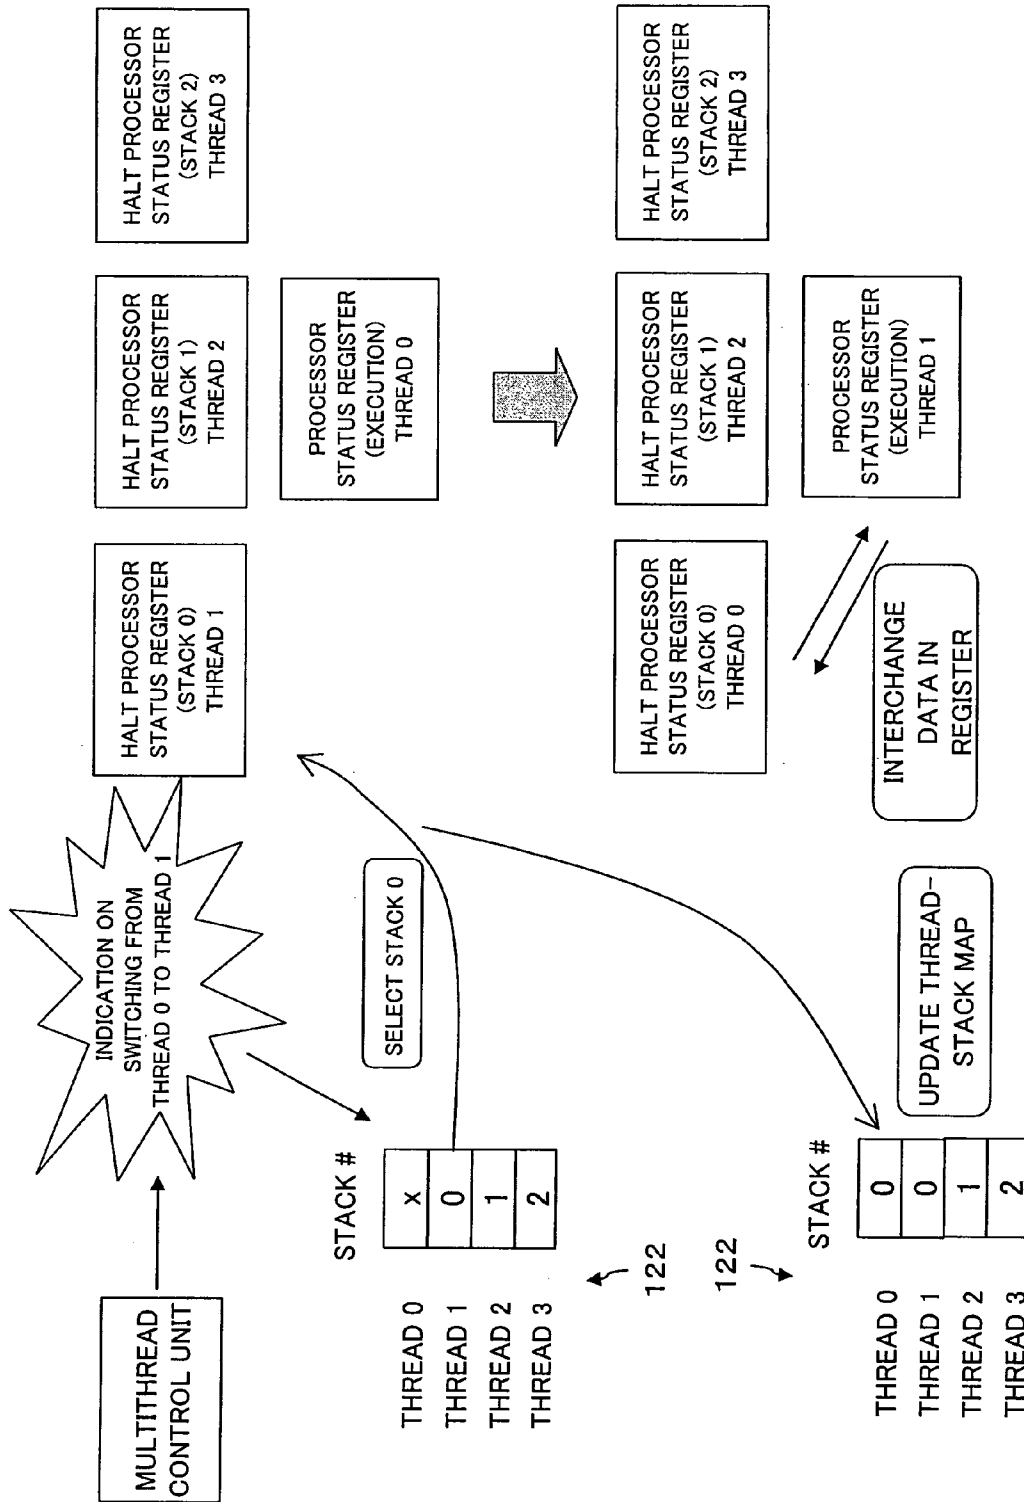 MULTITHREAD
CONTROL UNIT
INDICATION ON
SWITCHING FROM
THREAD 0 TO THREAD 1
HALT PROCESSOR
STATUS REGISTER
(STACK 0)
THREAD 1
HALT PROCESSOR
STATUS REGISTER
(STACK 1)
THREAD 2
HALT PROCESSOR
STATUS REGISTER
(STACK 2)
THREAD 3
PROCESSOR
STATUS REGISTER
(EXECUTION)
THREAD 0
STACK #
THREAD 0 x
THREAD 1 0
THREAD 2 1
THREAD 3 2
SELECT STACK 0
122
122
HALT PROCESSOR
STATUS REGISTER
(STACK 0)
THREAD 0
HALT PROCESSOR
STATUS REGISTER
(STACK 1)
THREAD 2
HALT PROCESSOR
STATUS REGISTER
(STACK 2)
THREAD 3
PROCESSOR
STATUS REGISTER
(EXECUTION)
THREAD 1
INTERCHANGE
DATA IN
REGISTER
STACK #
THREAD 0 0
THREAD 1 0
THREAD 2 1
THREAD 3 2
UPDATE THREAD-
STACK MAP